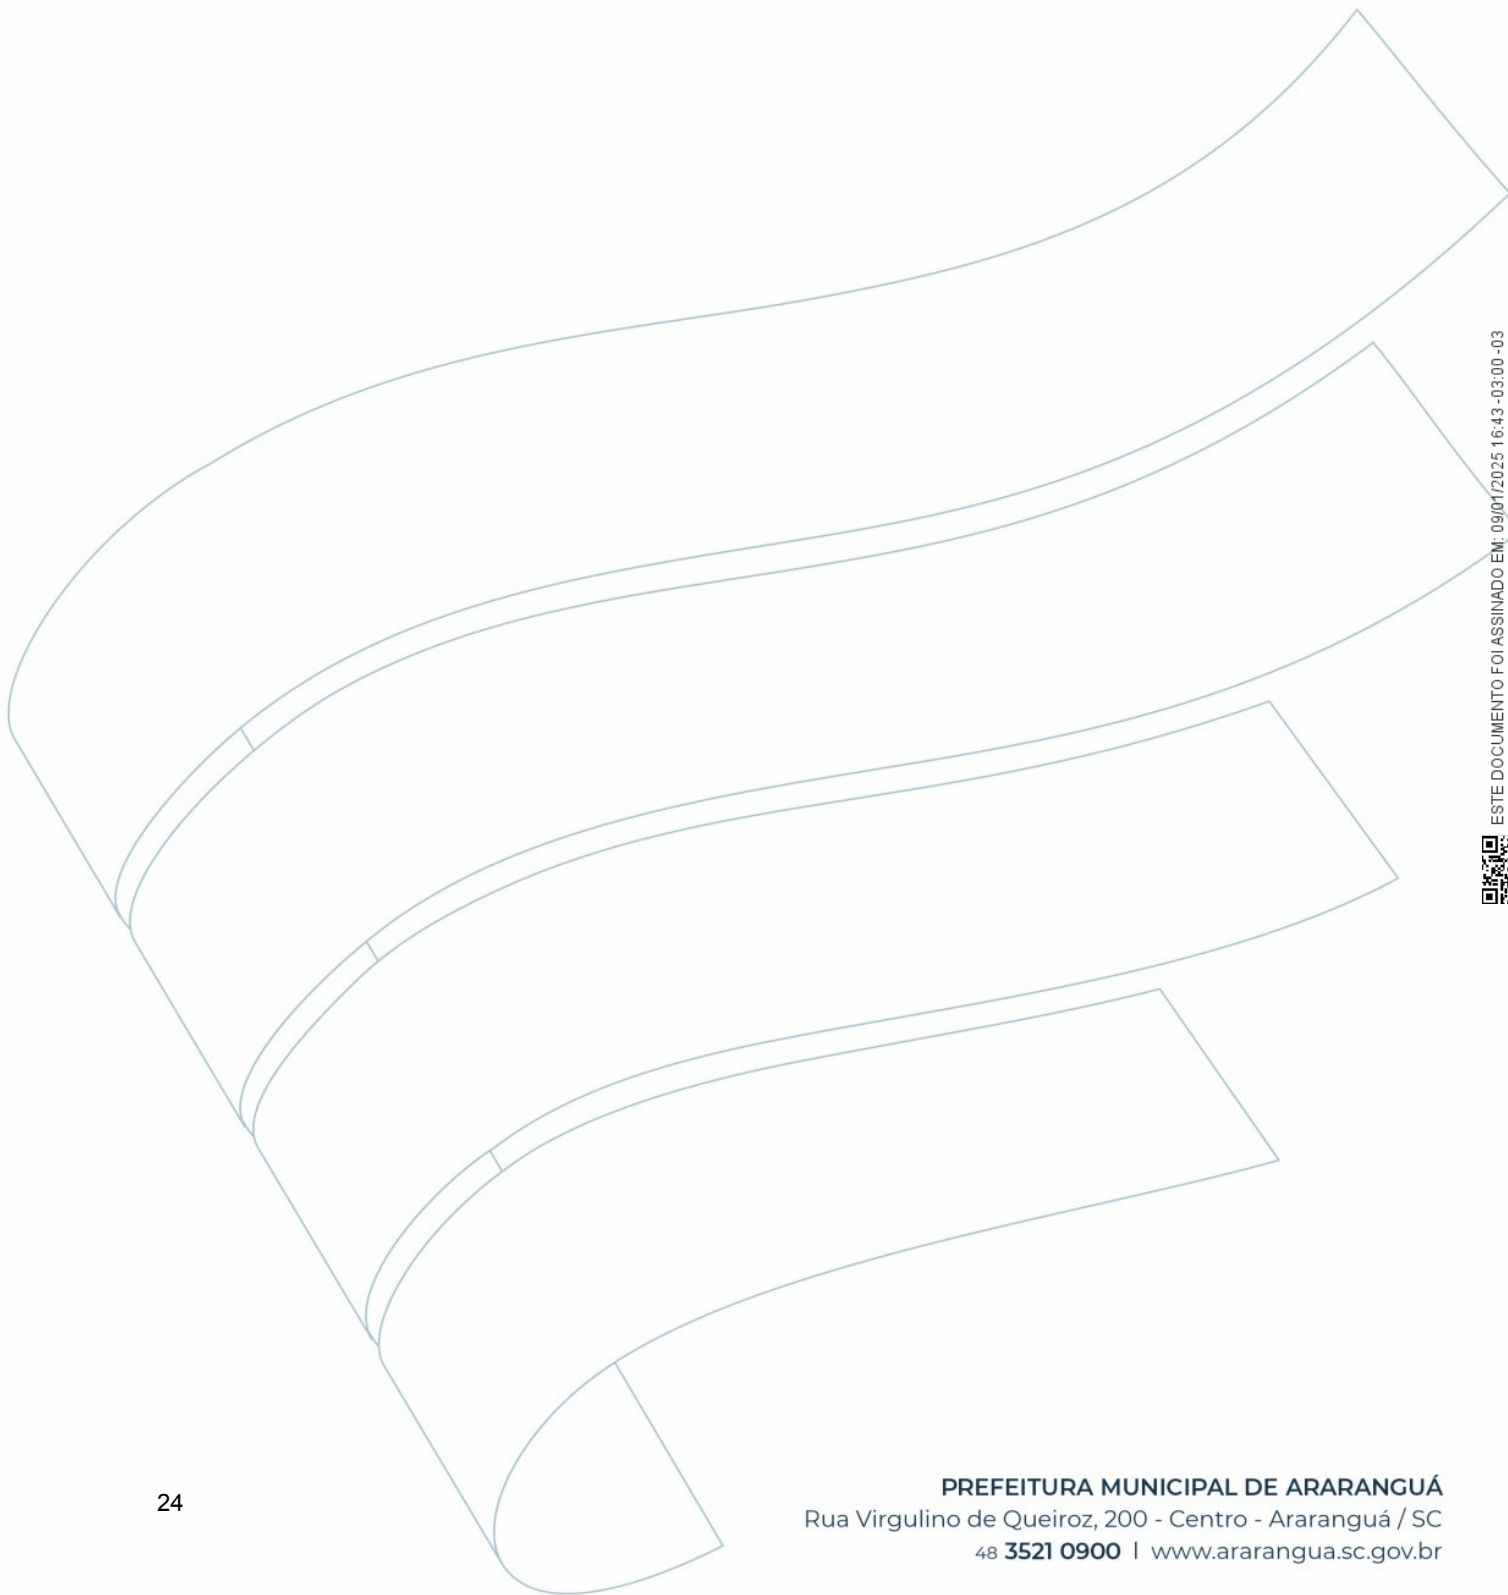 ESTE DOCUMENTO FOI ASSINADO EM: 09/01/2025 16:43 -03:00 -03
24
PREFEITURA MUNICIPAL DE ARARANGUÁ
Rua Virgulino de Queiroz, 200 - Centro - Araranguá / SC
48 3521 0900 | www.ararangua.sc.gov.br